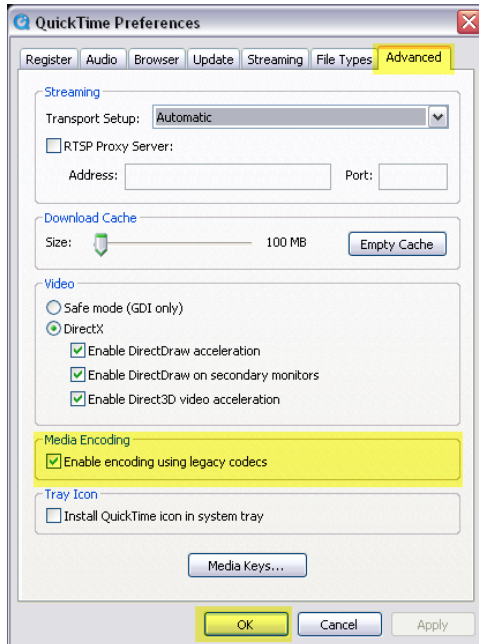 QuickTime Preferences
Register Audio Browser Update Streaming File Types Advanced
Streaming
Transport Setup: Automatic
RTSP Proxy Server:
Address: Port:
Download Cache
Size: 100 MB Empty Cache
Video
Safe mode (GDI only)
DirectX
Enable DirectDraw acceleration
Enable DirectDraw on secondary monitors
Enable Direct3D video acceleration
Media Encoding
Enable encoding using legacy codecs
Tray Icon
Install QuickTime icon in system tray
Media Keys...
OK Cancel Apply